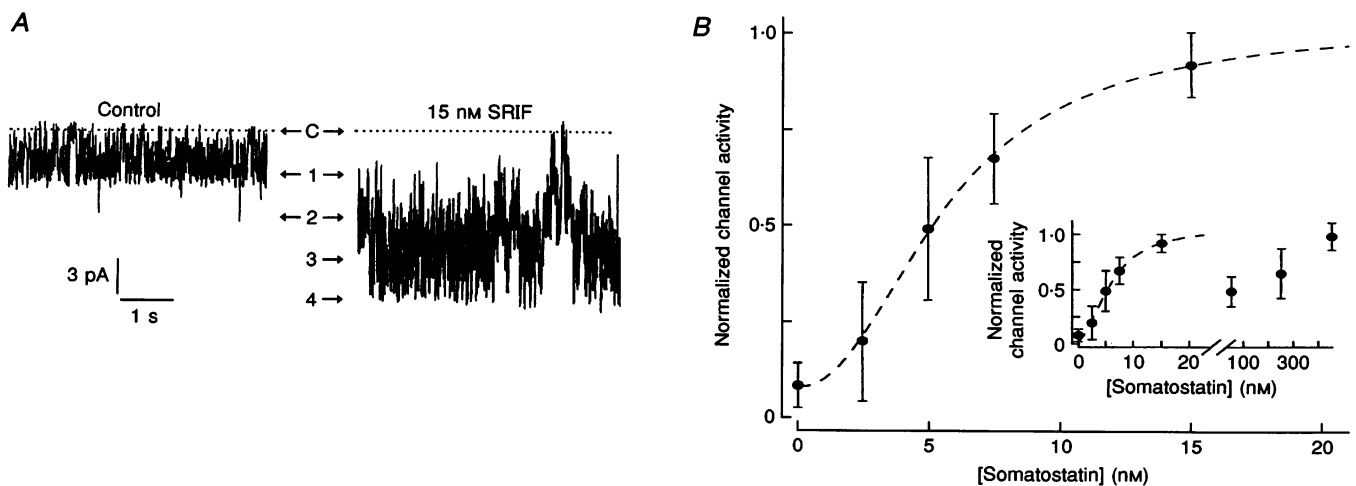 A
Control
15 nM SRIF
← C →
← 1 →
← 2 →
3 →
4 →
3 pA
1 s
B
Normalized channel activity
1·0
0·5
0
0 5 10 15 20
[Somatostatin] (nM)
Normalized
channel activity
1·0
0·5
0
0 10 20 100 300
[Somatostatin] (nM)